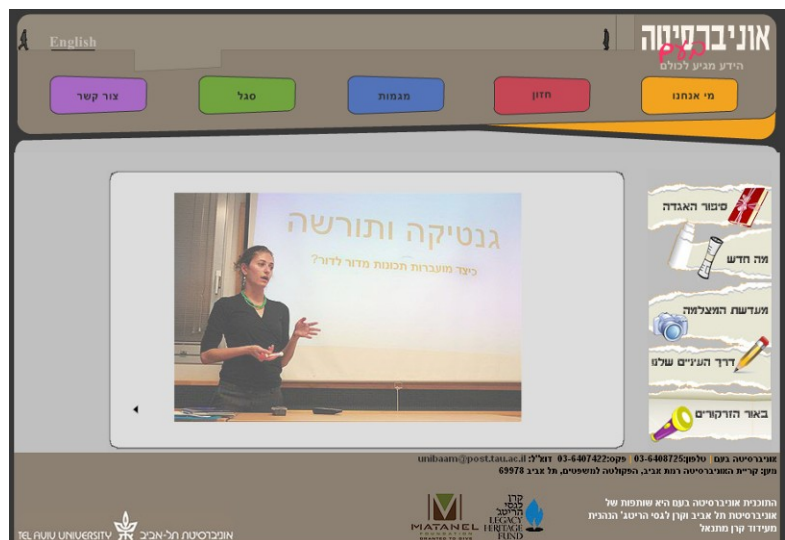 English
אוניברסיטה
בעם
הידע מגיע לכולם
מי אנחנו
חזון
מגמות
סגל
צור קשר
גנטיקה ותורשה
כיצד מועברות תכונות מדור לדור?
סיפור האגדה
מה חדש
מעדשת המצלמה
דרך העיניים שלנו
באור הזרקורים
אוניברסיטה בעם | טלפון:03-6408725 | פקס:03-6407422 דוא"ל: unibaam@post.tau.ac.il
מען: קריית האוניברסיטה רמת אביב, הפקולטה למשפטים, תל אביב 69978
התוכנית אוניברסיטה בעם היא שותפות של
אוניברסיטת תל אביב וקרן לגסי הריטג' הנהנית
מעידוד קרן מתנאל
קרן
לגסי
הריטג'
LEGACY
HERITAGE
FUND
MATANEL
FOUNDATION
TEL AVIV UNIVERSITY אוניברסיטת תל-אביב